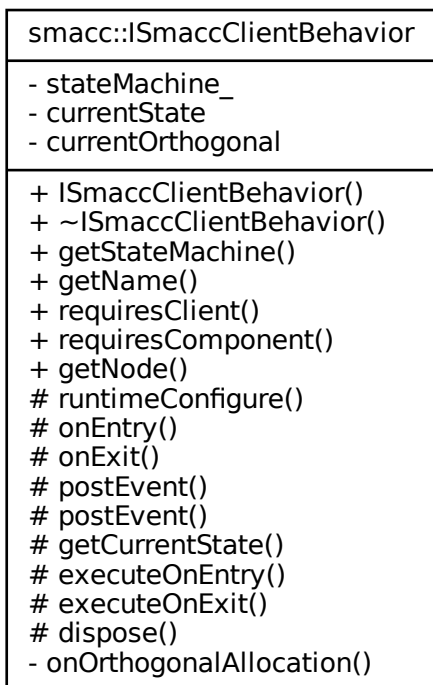 smacc::ISmaccClientBehavior
- stateMachine_
- currentState
- currentOrthogonal
+ ISmaccClientBehavior()
+ ~ISmaccClientBehavior()
+ getStateMachine()
+ getName()
+ requiresClient()
+ requiresComponent()
+ getNode()
# runtimeConfigure()
# onEntry()
# onExit()
# postEvent()
# postEvent()
# getCurrentState()
# executeOnEntry()
# executeOnExit()
# dispose()
- onOrthogonalAllocation()